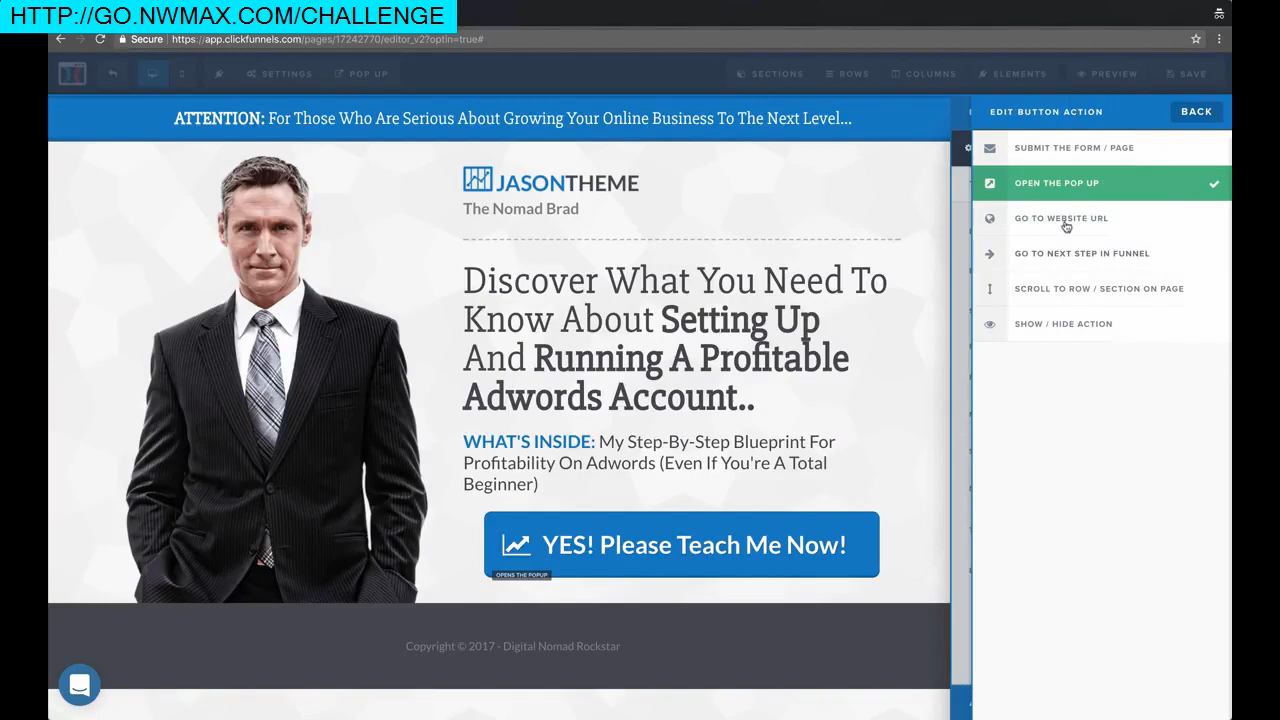 HTTP://GO.NWMAX.COM/CHALLENGE
Secure
https://app.clickfunnels.com/pages/17242770/editor_v2?optin=true#
SETTINGS
POP UP
SECTIONS
ROWS
COLUMNS
ELEMENTS
PREVIEW
SAVE
ATTENTION: For Those Who Are Serious About Growing Your Online Business To The Next Level...
EDIT BUTTON ACTION
BACK
SUBMIT THE FORM / PAGE
OPEN THE POP UP
GO TO WEBSITE URL
GO TO NEXT STEP IN FUNNEL
SCROLL TO ROW / SECTION ON PAGE
SHOW / HIDE ACTION
JASONTHEME
The Nomad Brad
Discover What You Need To
Know About Setting Up
And Running A Profitable
Adwords Account..
WHAT'S INSIDE: My Step-By-Step Blueprint For
Profitability On Adwords (Even If You're A Total
Beginner)
YES! Please Teach Me Now!
OPENS THE POPUP
Copyright © 2017 - Digital Nomad Rockstar